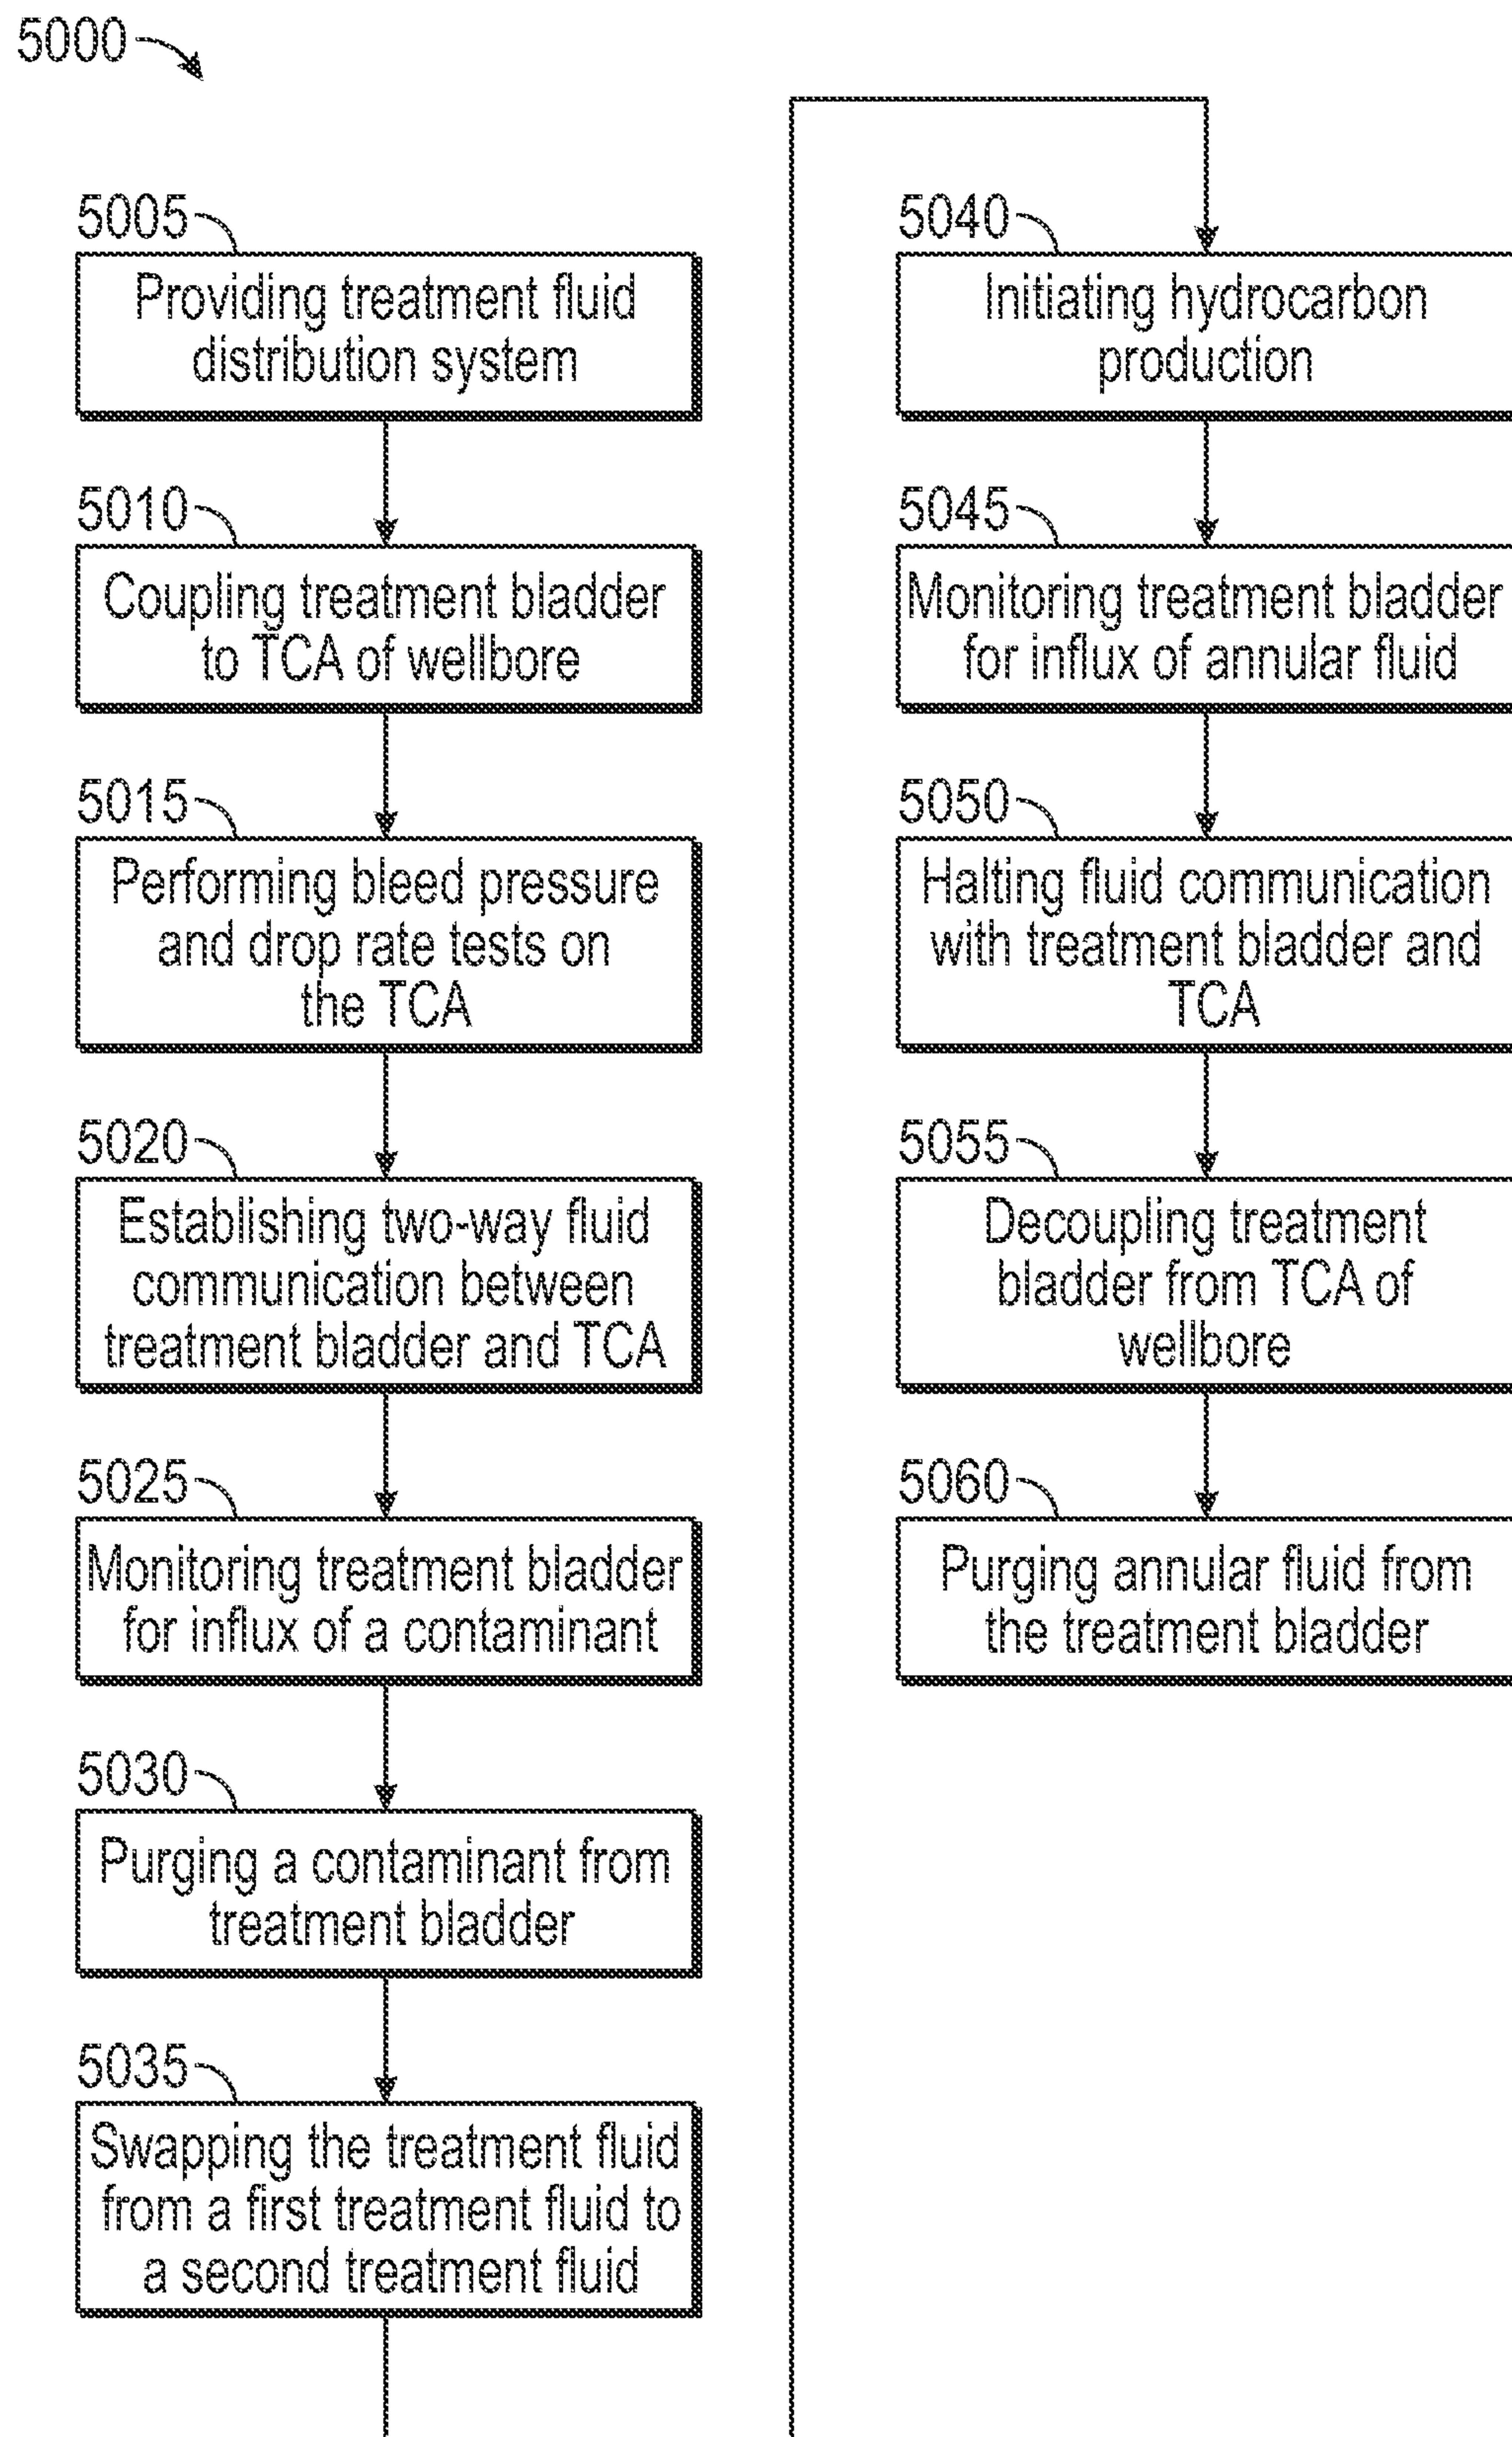 5000
5005
Providing treatment fluid
distribution system
5010
Coupling treatment bladder
to TCA of wellbore
5015
Performing bleed pressure
and drop rate tests on
the TCA
5020
Establishing two-way fluid
communication between
treatment bladder and TCA
5025
Monitoring treatment bladder
for influx of a contaminant
5030
Purging a contaminant from
treatment bladder
5035
Swapping the treatment fluid
from a first treatment fluid to
a second treatment fluid
5040
Initiating hydrocarbon
production
5045
Monitoring treatment bladder
for influx of annular fluid
5050
Halting fluid communication
with treatment bladder and
TCA
5055
Decoupling treatment
bladder from TCA of
wellbore
5060
Purging annular fluid from
the treatment bladder